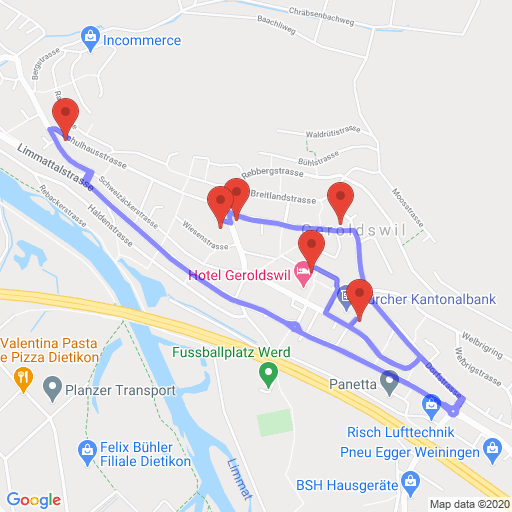 Chräbsenbachweg
Baachliweg
Incommerce
Bergstrasse
Schulhausstrasse
Waldrütistrasse
Bühlstrasse
Rebbergstrasse
Limmattalstrasse
Schweizäckerstrasse
Breitlandstrasse
Moosstrasse
Rebackerstrasse
Haldenstrasse
Wiesenstrasse
Geroldswil
Hotel Geroldswil
Zürcher Kantonalbank
Welbrigring
Welbrigstrasse
Valentina Pasta
e Pizza Dietikon
Fussballplatz Werd
Dorfstrasse
Planzer Transport
Panetta
Risch Lufttechnik
Pneu Egger Weiningen
Felix Bühler
Filiale Dietikon
Limmat
BSH Hausgeräte
Google
Map data ©2020